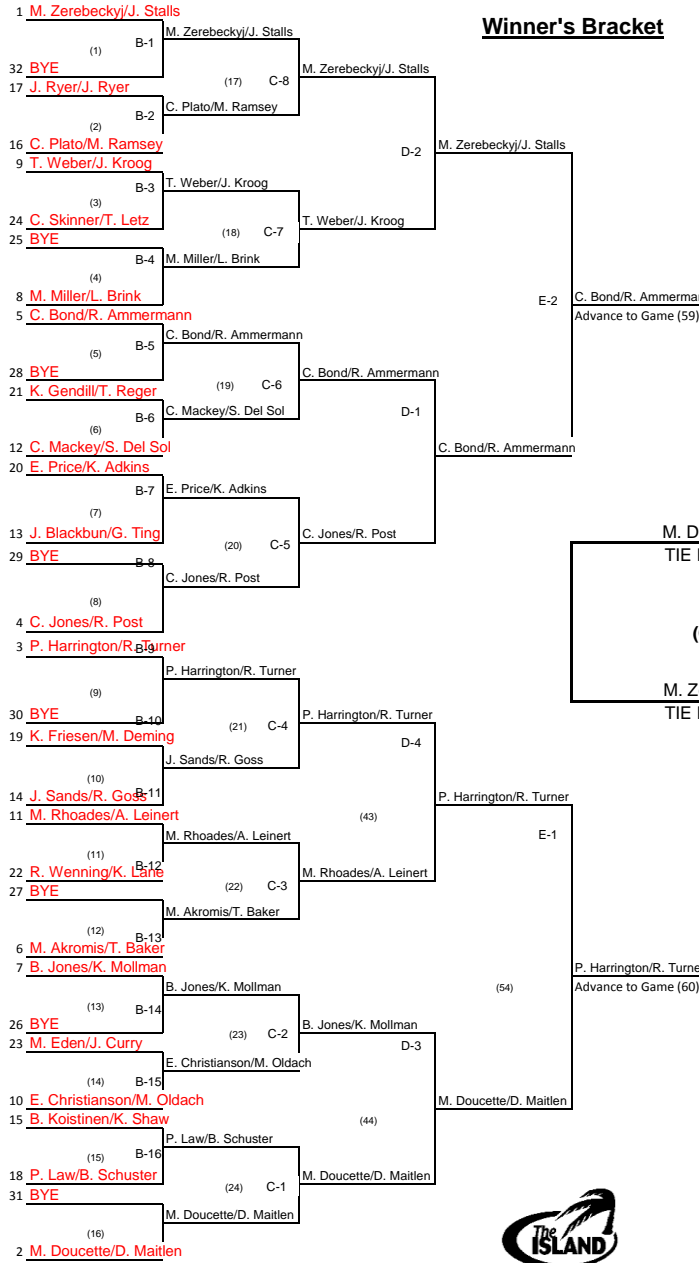 Winner's Bracket
1 M. Zerebeckyj/J. Stalls
M. Zerebeckyj/J. Stalls
B-1
(1)
32 BYE
M. Zerebeckyj/J. Stalls
(17) C-8
17 J. Ryer/J. Ryer
C. Plato/M. Ramsey
B-2
(2)
16 C. Plato/M. Ramsey
M. Zerebeckyj/J. Stalls
D-2
9 T. Weber/J. Kroog
T. Weber/J. Kroog
B-3
(3)
24 C. Skinner/T. Letz
T. Weber/J. Kroog
(18) C-7
25 BYE
M. Miller/L. Brink
B-4
(4)
8 M. Miller/L. Brink
E-2
C. Bond/R. Ammerman
Advance to Game (59)
5 C. Bond/R. Ammermann
C. Bond/R. Ammermann
B-5
(5)
28 BYE
C. Bond/R. Ammermann
(19) C-6
21 K. Gendill/T. Reger
C. Mackey/S. Del Sol
B-6
(6)
12 C. Mackey/S. Del Sol
D-1
C. Bond/R. Ammermann
20 E. Price/K. Adkins
E. Price/K. Adkins
B-7
(7)
13 J. Blackbun/G. Ting
C. Jones/R. Post
(20) C-5
29 BYE
B-8
C. Jones/R. Post
(8)
4 C. Jones/R. Post
M. D
TIE
(
M. Z
TIE
3 P. Harrington/R. Turner
B-9
P. Harrington/R. Turner
(9)
30 BYE
B-10
P. Harrington/R. Turner
(21) C-4
19 K. Friesen/M. Deming
D-4
J. Sands/R. Goss
(10)
14 J. Sands/R. Goss
B-11
P. Harrington/R. Turner
11 M. Rhoades/A. Leinert
(43)
M. Rhoades/A. Leinert
E-1
(11)
B-12
22 R. Wenning/K. Lane
M. Rhoades/A. Leinert
(22) C-3
27 BYE
M. Akromis/T. Baker
(12)
B-13
6 M. Akromis/T. Baker
7 B. Jones/K. Mollman
P. Harrington/R. Turne
Advance to Game (60)
(54)
B. Jones/K. Mollman
B-14
(13)
26 BYE
B. Jones/K. Mollman
(23) C-2
23 M. Eden/J. Curry
D-3
E. Christianson/M. Oldach
(14) B-15
10 E. Christianson/M. Oldach
M. Doucette/D. Maitlen
15 B. Koistinen/K. Shaw
(44)
P. Law/B. Schuster
B-16
(15)
18 P. Law/B. Schuster
M. Doucette/D. Maitlen
(24) C-1
31 BYE
M. Doucette/D. Maitlen
(16)
2 M. Doucette/D. Maitlen
The
ISLAND